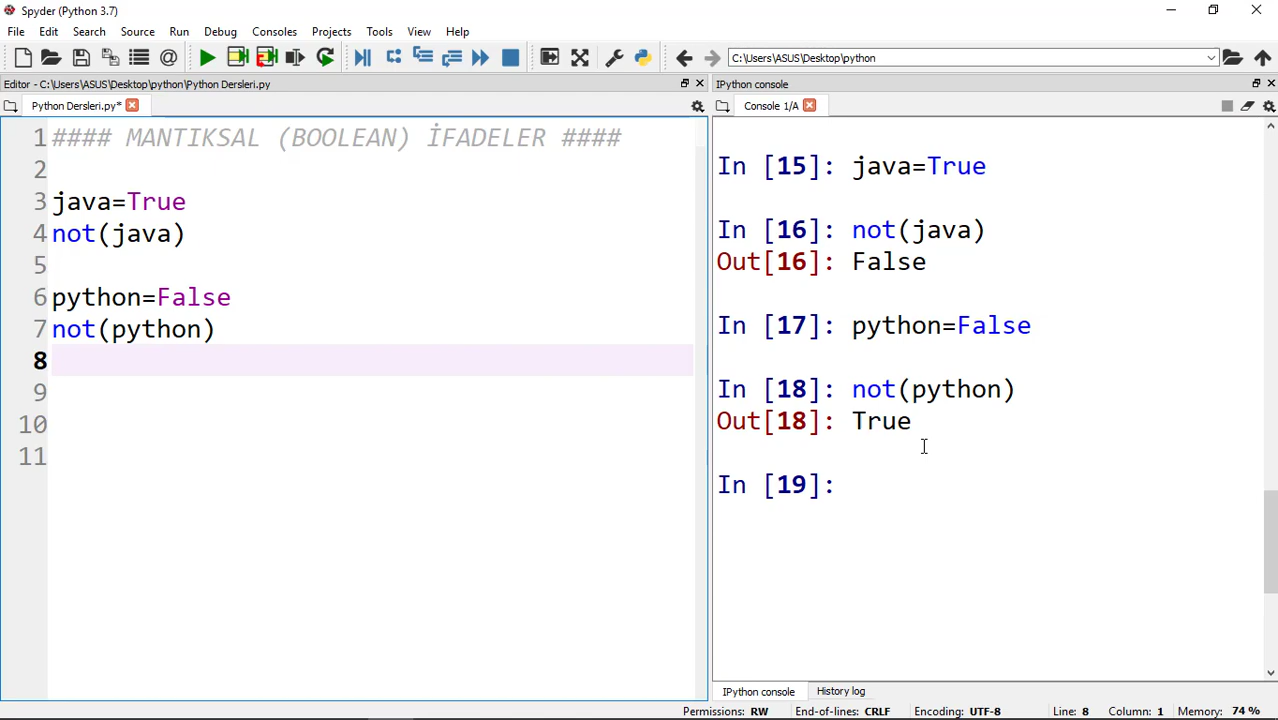 Spyder (Python 3.7)
File Edit Search Source Run Debug Consoles Projects Tools View Help
C:\Users\ASUS\Desktop\python
Editor - C:\Users\ASUS\Desktop\python\Python Dersleri.py
Python Dersleri.py*
1 #### MANTIKSAL (BOOLEAN) İFADELER ####
2
3 java=True
4 not(java)
5
6 python=False
7 not(python)
8
9
10
11
IPython console
Console 1/A
In [15]: java=True
In [16]: not(java)
Out[16]: False
In [17]: python=False
In [18]: not(python)
Out[18]: True
In [19]:
IPython console History log
Permissions: RW End-of-lines: CRLF Encoding: UTF-8 Line: 8 Column: 1 Memory: 74 %